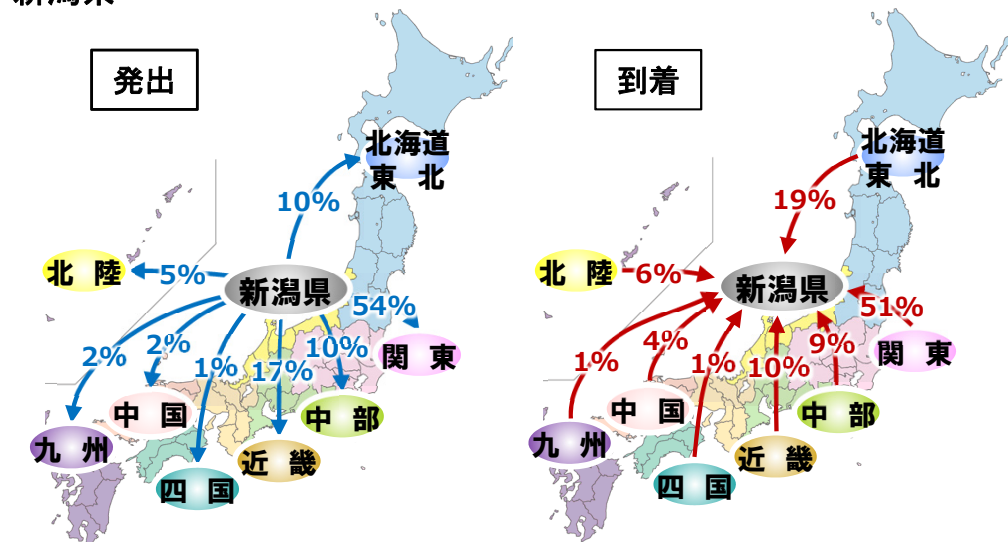 新潟県
発出
北海道
東 北
10%
北 陸
5%
新潟県
54%
関 東
2%
2%
1%
17%
10%
中 国
中 部
九 州
近 畿
四 国
到着
北海道
東 北
19%
北 陸
6%
新潟県
51%
関 東
1%
4%
1%
10%
9%
中 国
中 部
九 州
近 畿
四 国